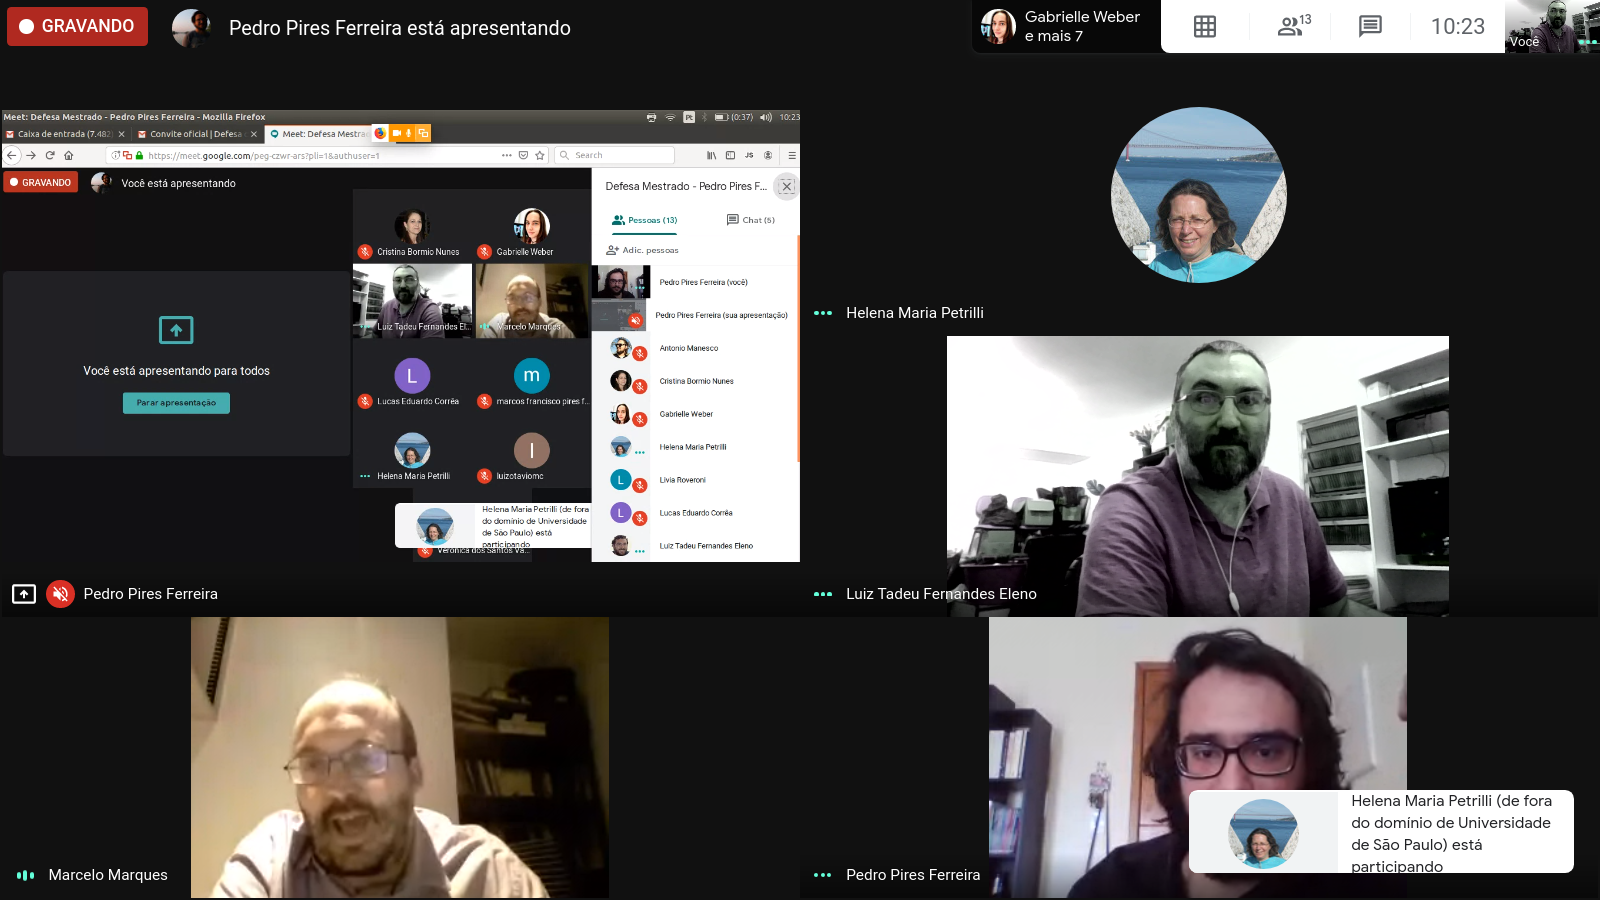 GRAVANDO
Pedro Pires Ferreira está apresentando
Gabrielle Weber
e mais 7
13
10:23
Você
Meet: Defesa Mestrado - Pedro Pires Ferreira - Mozilla Firefox
Pt
(0:37)
10:23
Caixa de entrada (7.482)
Convite oficial | Defesa
Meet: Defesa Mestra
https://meet.google.com/peg-czwr-ars?pli=1&authuser=1
Search
JS
GRAVANDO
Você está apresentando
Defesa Mestrado - Pedro Pires F...
Pessoas (13)
Chat (5)
Adic. pessoas
Cristina Bormio Nunes
Gabrielle Weber
Luiz Tadeu Fernandes El...
Marcelo Marques
Você está apresentando para todos
Parar apresentação
L
Lucas Eduardo Corrêa
m
marcos francisco pires f...
Helena Maria Petrilli
l
luizotaviomc
Helena Maria Petrilli (de fora
do domínio de Universidade
de São Paulo) está
participando
Veronica dos Santos Va...
Pedro Pires Ferreira (você)
Pedro Pires Ferreira (sua apresentação)
Antonio Manesco
Cristina Bormio Nunes
Gabrielle Weber
Helena Maria Petrilli
L
Livia Roveroni
L
Lucas Eduardo Corrêa
Luiz Tadeu Fernandes Eleno
Pedro Pires Ferreira
Helena Maria Petrilli
Luiz Tadeu Fernandes Eleno
Marcelo Marques
Pedro Pires Ferreira
Helena Maria Petrilli (de fora
do domínio de Universidade
de São Paulo) está
participando